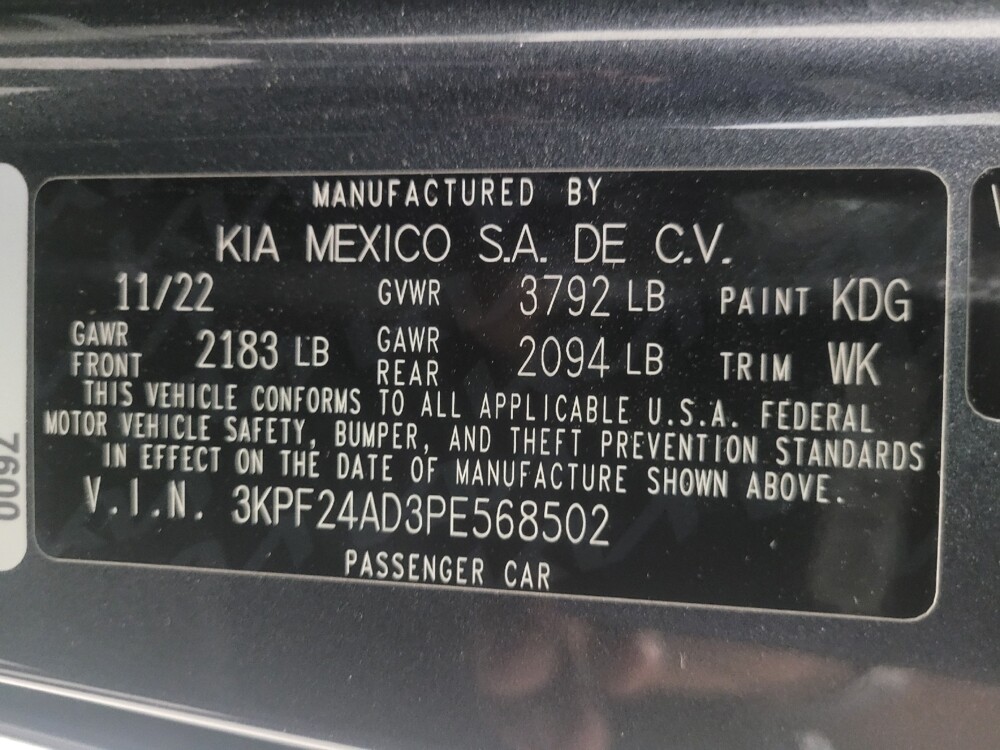 MANUFACTURED BY
KIA MEXICO S.A. DE C.V.
11/22 GVWR 3792 LB PAINT KDG
GAWR FRONT 2183 LB GAWR REAR 2094 LB TRIM WK
THIS VEHICLE CONFORMS TO ALL APPLICABLE U.S.A. FEDERAL
MOTOR VEHICLE SAFETY, BUMPER, AND THEFT PREVENTION STANDARDS
IN EFFECT ON THE DATE OF MANUFACTURE SHOWN ABOVE.
V.I.N. 3KPF24AD3PE568502
PASSENGER CAR